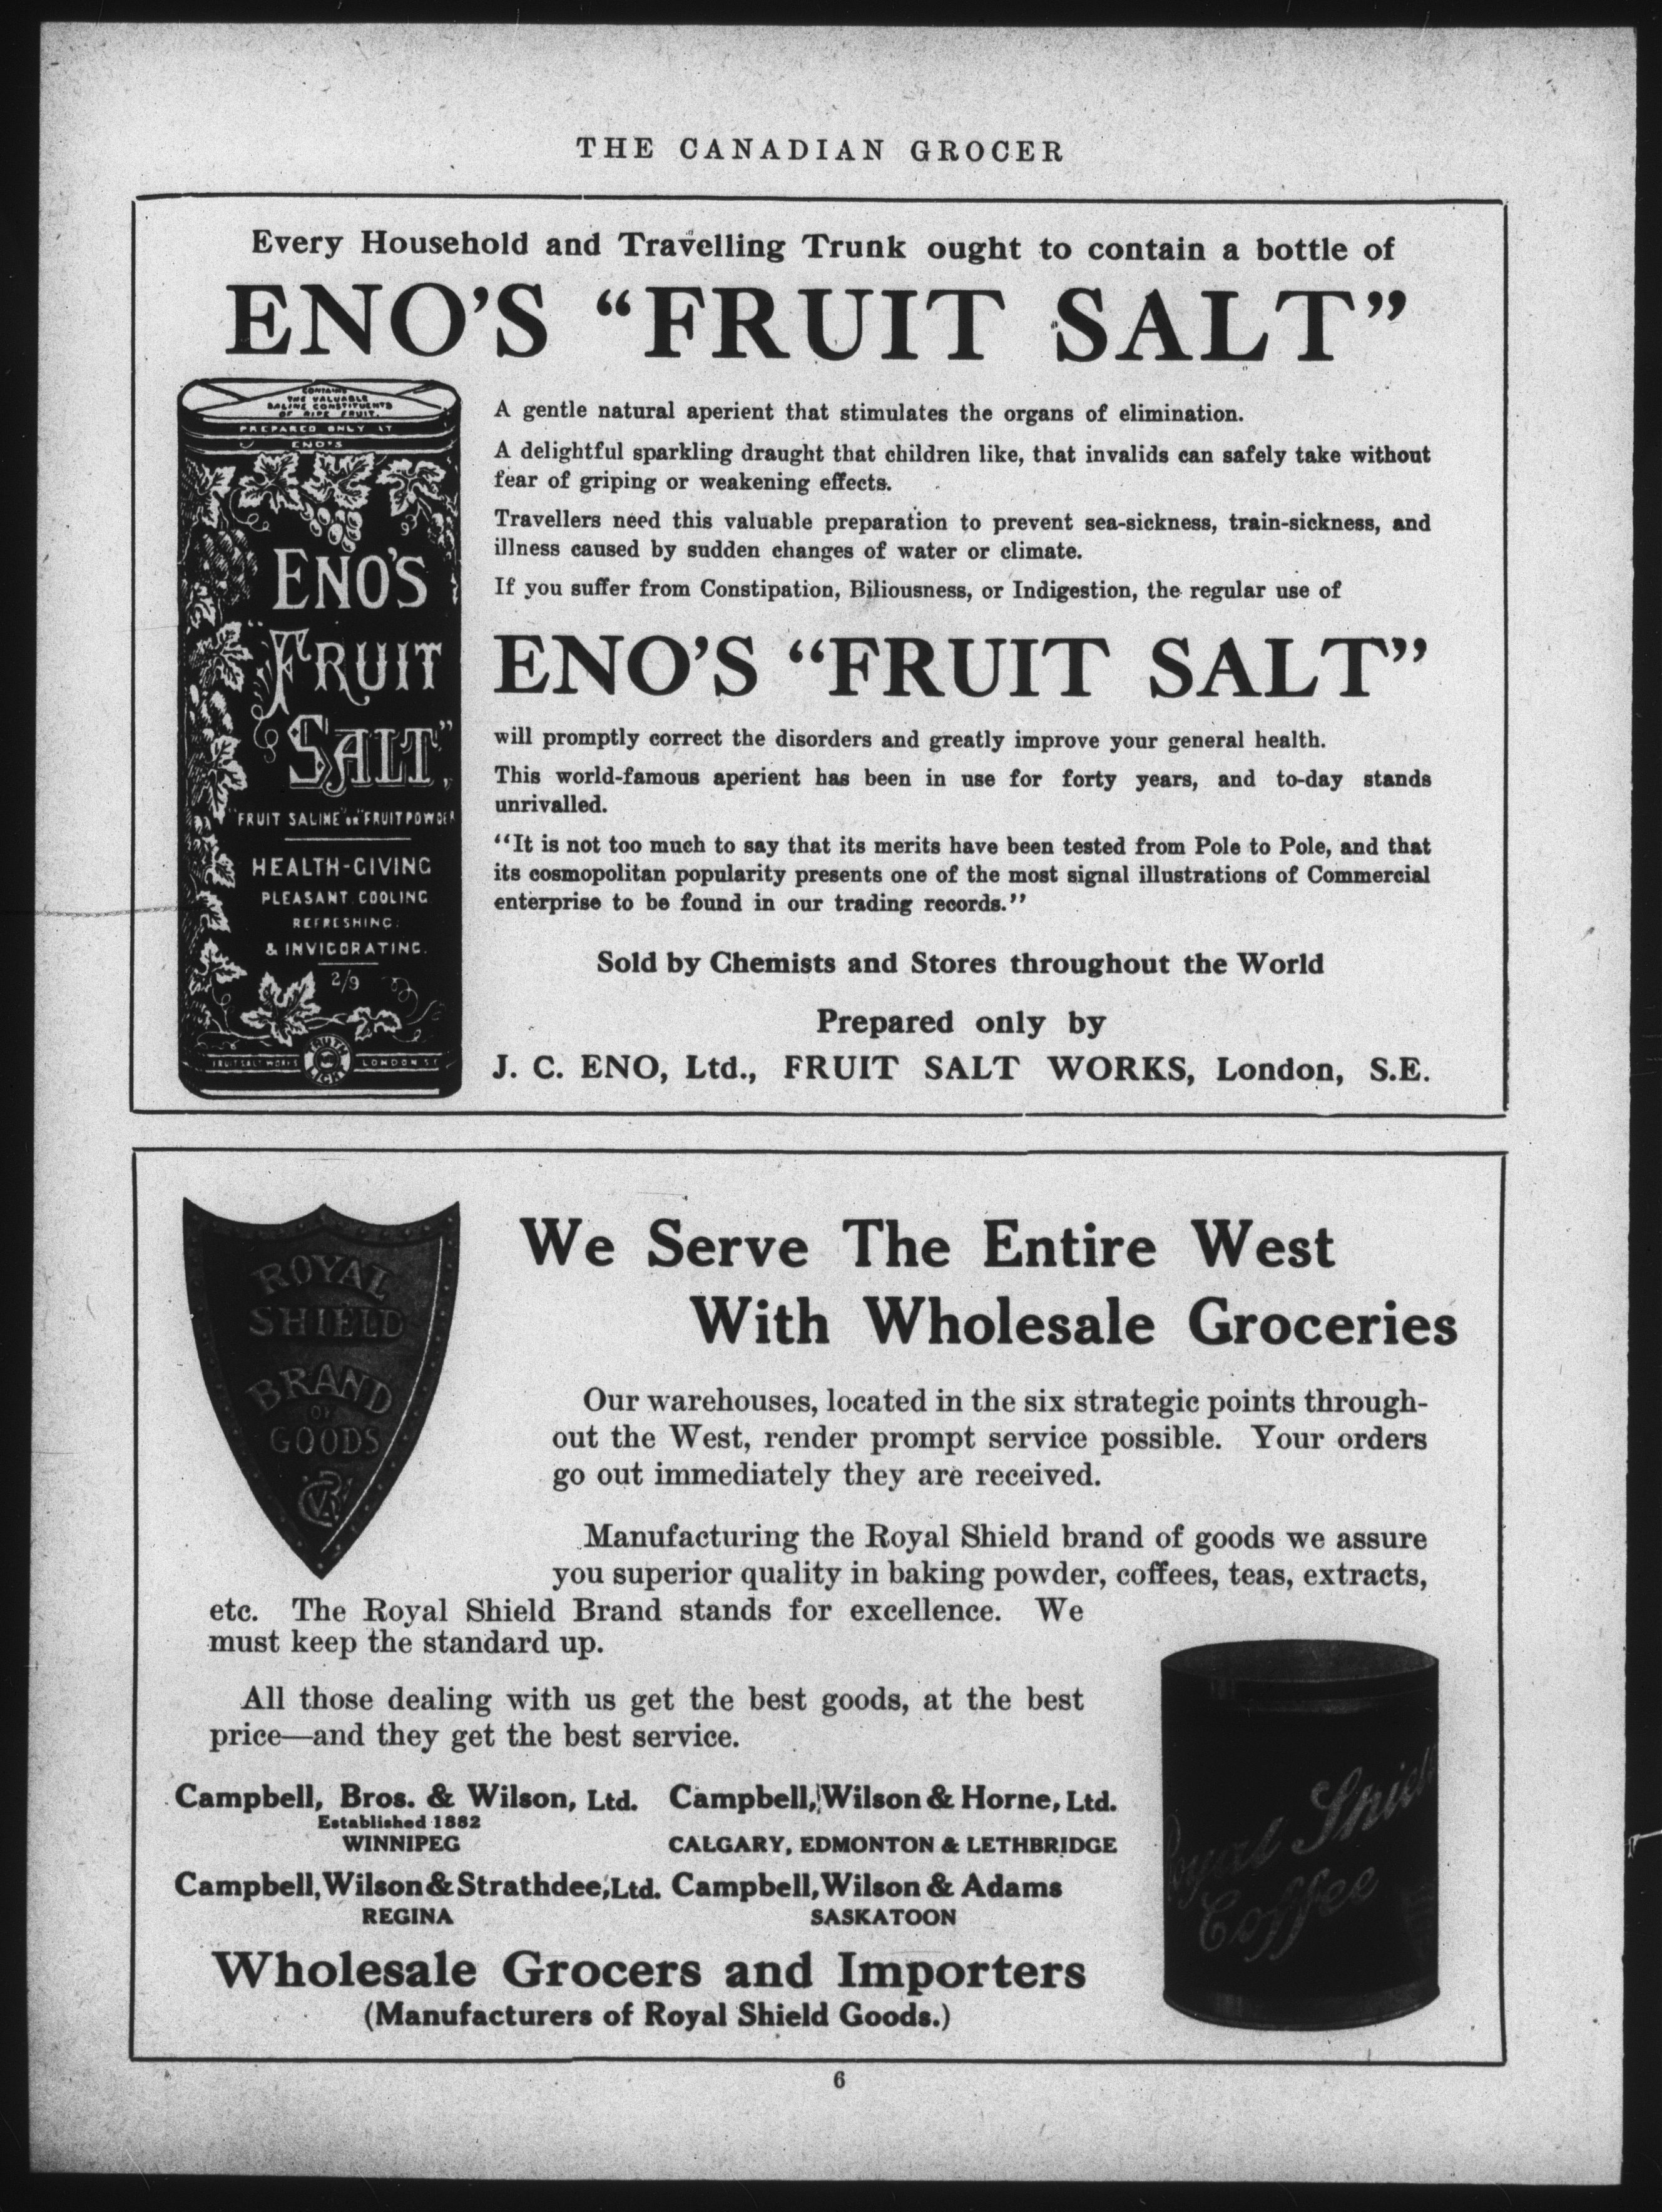 THE CANADIAN GROCER
Every Household and Travelling Trunk ought to contain a bottle of
ENO'S “FRUIT SALT”
CONTAINS
THE VALUABLE
SALINE CONSTITUENTS
OF RIPE FRUIT.
PREPARED ONLY AT
ENO'S
ENO'S
“FRUIT
SALT”
“FRUIT SALINE” OR “FRUIT POWDER
HEALTH-GIVING
PLEASANT. COOLING
REFRESHING.
& INVIGORATING.
2/9
FRUIT SALT WORKS
TRUTH
LONDON S.E.
A gentle natural aperient that stimulates the organs of elimination.
A delightful sparkling draught that children like, that invalids can safely take without
fear of griping or weakening effects.
Travellers need this valuable preparation to prevent sea-sickness, train-sickness, and
illness caused by sudden changes of water or climate.
If you suffer from Constipation, Biliousness, or Indigestion, the regular use of
ENO'S “FRUIT SALT”
will promptly correct the disorders and greatly improve your general health.
This world-famous aperient has been in use for forty years, and to-day stands
unrivalled.
“It is not too much to say that its merits have been tested from Pole to Pole, and that
its cosmopolitan popularity presents one of the most signal illustrations of Commercial
enterprise to be found in our trading records.”
Sold by Chemists and Stores throughout the World
Prepared only by
J. C. ENO, Ltd., FRUIT SALT WORKS, London, S.E.
ROYAL
SHIELD
BRAND
OF
GOODS
We Serve The Entire West
With Wholesale Groceries
Our warehouses, located in the six strategic points through-
out the West, render prompt service possible. Your orders
go out immediately they are received.
Manufacturing the Royal Shield brand of goods we assure
you superior quality in baking powder, coffees, teas, extracts,
etc. The Royal Shield Brand stands for excellence. We
must keep the standard up.
All those dealing with us get the best goods, at the best
price—and they get the best service.
Campbell, Bros. & Wilson, Ltd.
Established 1882
WINNIPEG
Campbell, Wilson & Horne, Ltd.
CALGARY, EDMONTON & LETHBRIDGE
Campbell, Wilson & Strathdee, Ltd.
REGINA
Campbell, Wilson & Adams
SASKATOON
Royal Shield
Coffee
Wholesale Grocers and Importers
(Manufacturers of Royal Shield Goods.)
6